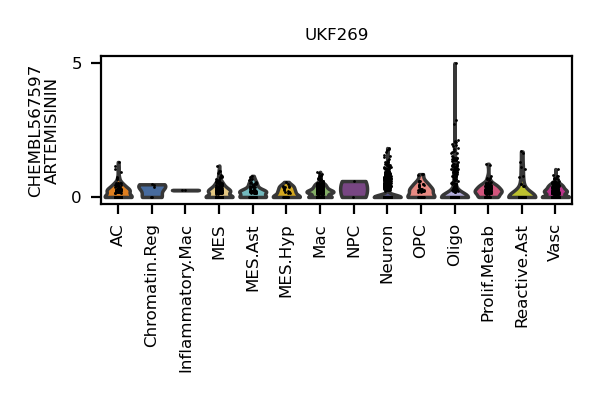 UKF269
CHEMBL567597
ARTEMISININ
5
0
AC
Chromatin.Reg
Inflammatory.Mac
MES
MES.Ast
MES.Hyp
Mac
NPC
Neuron
OPC
Oligo
Prolif.Metab
Reactive.Ast
Vasc